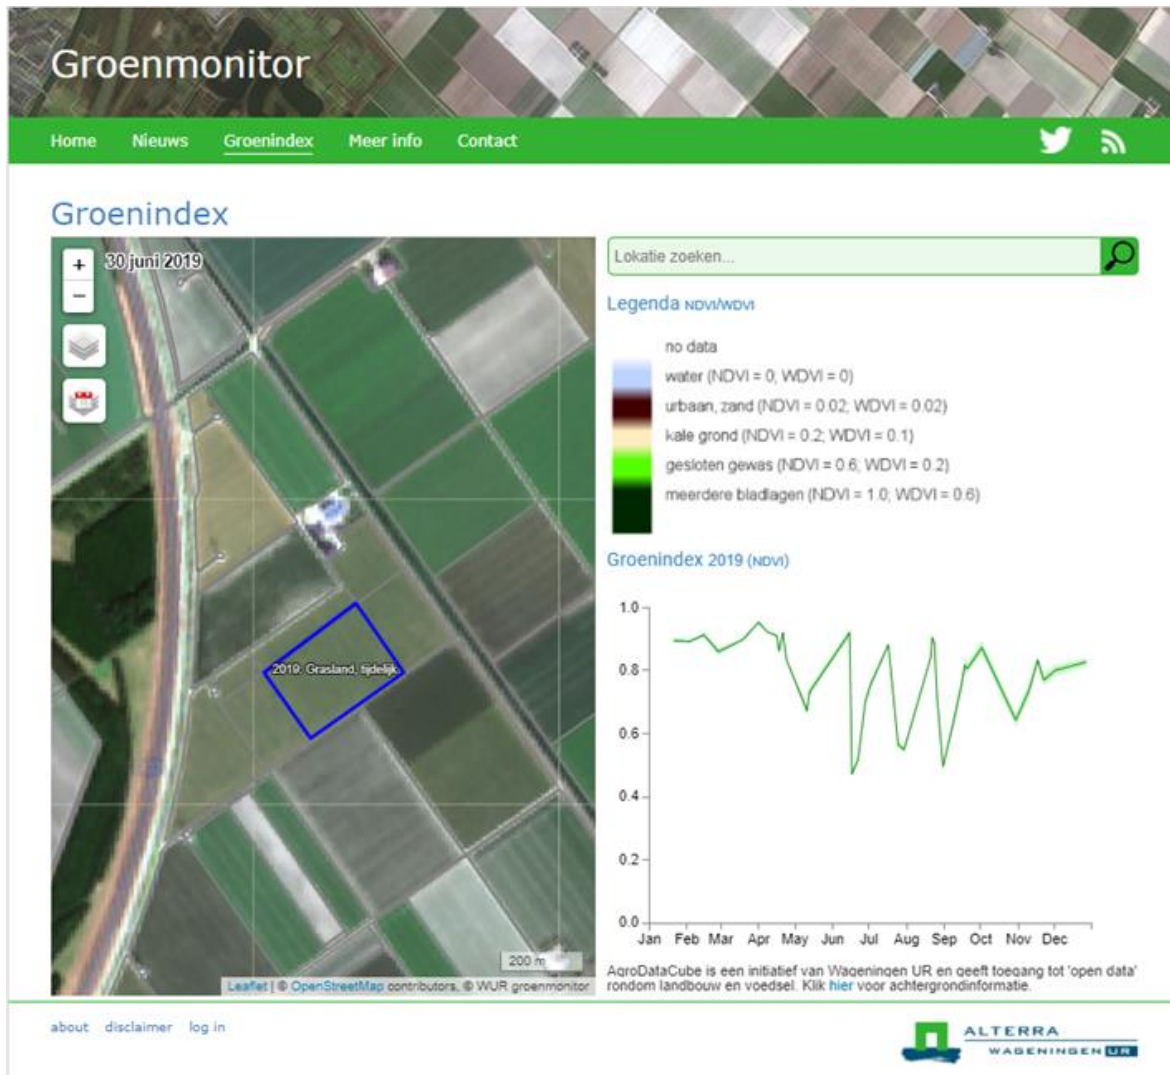 Groenmonitor
Home Nieuws Groenindex Meer info Contact
Groenindex
+
30 juni 2019
−
2019: Grasland, tijdelijk
200 m
Leaflet | © OpenStreetMap contributors, © WUR groenmonitor
Lokatie zoeken...
Legenda NDVI/WDVI
no data
water (NDVI = 0; WDVI = 0)
urbaan, zand (NDVI = 0.02; WDVI = 0.02)
kale grond (NDVI = 0.2; WDVI = 0.1)
gesloten gewas (NDVI = 0.6; WDVI = 0.2)
meerdere bladlagen (NDVI = 1.0; WDVI = 0.6)
Groenindex 2019 (NDVI)
1.0
0.8
0.6
0.4
0.2
0.0
Jan Feb Mar Apr May Jun Jul Aug Sep Oct Nov Dec
AgroDataCube is een initiatief van Wageningen UR en geeft toegang tot 'open data'
rondom landbouw en voedsel. Klik hier voor achtergrondinformatie.
about disclaimer log in
ALTERRA
WAGENINGEN UR